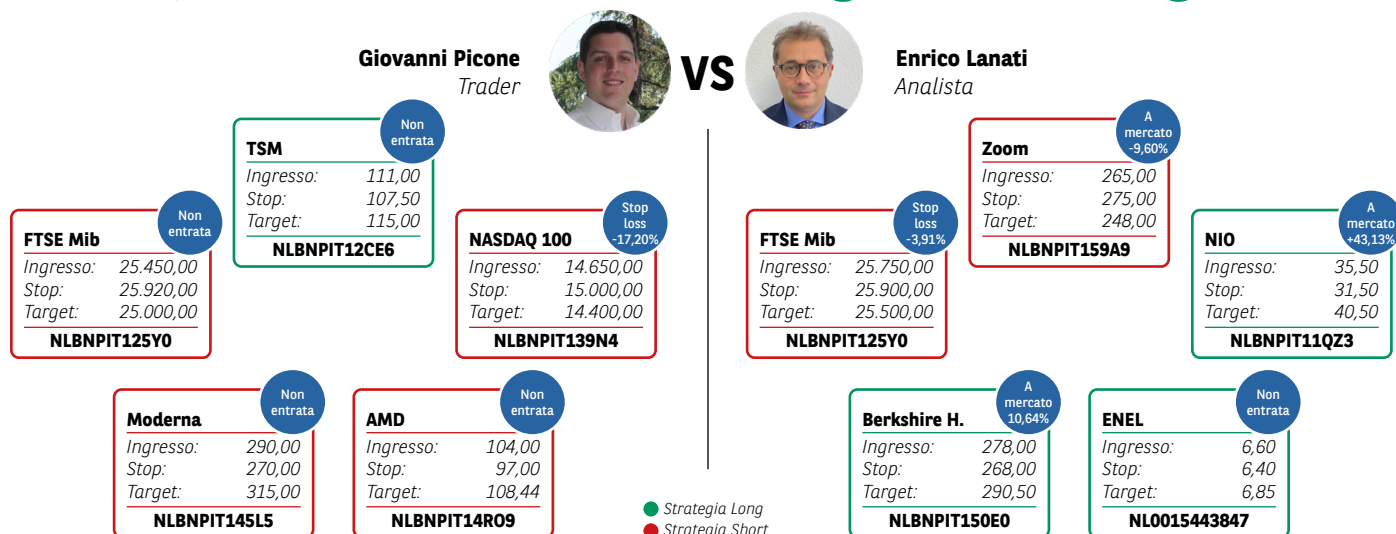 Giovanni Picone
Trader
VS
Enrico Lanati
Analista
TSM
Non
entrata
Ingresso: 111,00
Stop: 107,50
Target: 115,00
NLBNPIT12CE6
FTSE Mib
Non
entrata
Ingresso: 25.450,00
Stop: 25.920,00
Target: 25.000,00
NLBNPIT125Y0
NASDAQ 100
Stop
loss
-17,20%
Ingresso: 14.650,00
Stop: 15.000,00
Target: 14.400,00
NLBNPIT139N4
Moderna
Non
entrata
Ingresso: 290,00
Stop: 270,00
Target: 315,00
NLBNPIT145L5
AMD
Non
entrata
Ingresso: 104,00
Stop: 97,00
Target: 108,44
NLBNPIT14RO9
Zoom
A
mercato
-9,60%
Ingresso: 265,00
Stop: 275,00
Target: 248,00
NLBNPIT159A9
FTSE Mib
Stop
loss
-3,91%
Ingresso: 25.750,00
Stop: 25.900,00
Target: 25.500,00
NLBNPIT125Y0
NIO
A
mercato
+43,13%
Ingresso: 35,50
Stop: 31,50
Target: 40,50
NLBNPIT11QZ3
Berkshire H.
A
mercato
10,64%
Ingresso: 278,00
Stop: 268,00
Target: 290,50
NLBNPIT150E0
ENEL
Non
entrata
Ingresso: 6,60
Stop: 6,40
Target: 6,85
NL0015443847
Strategia Long
Strategia Short